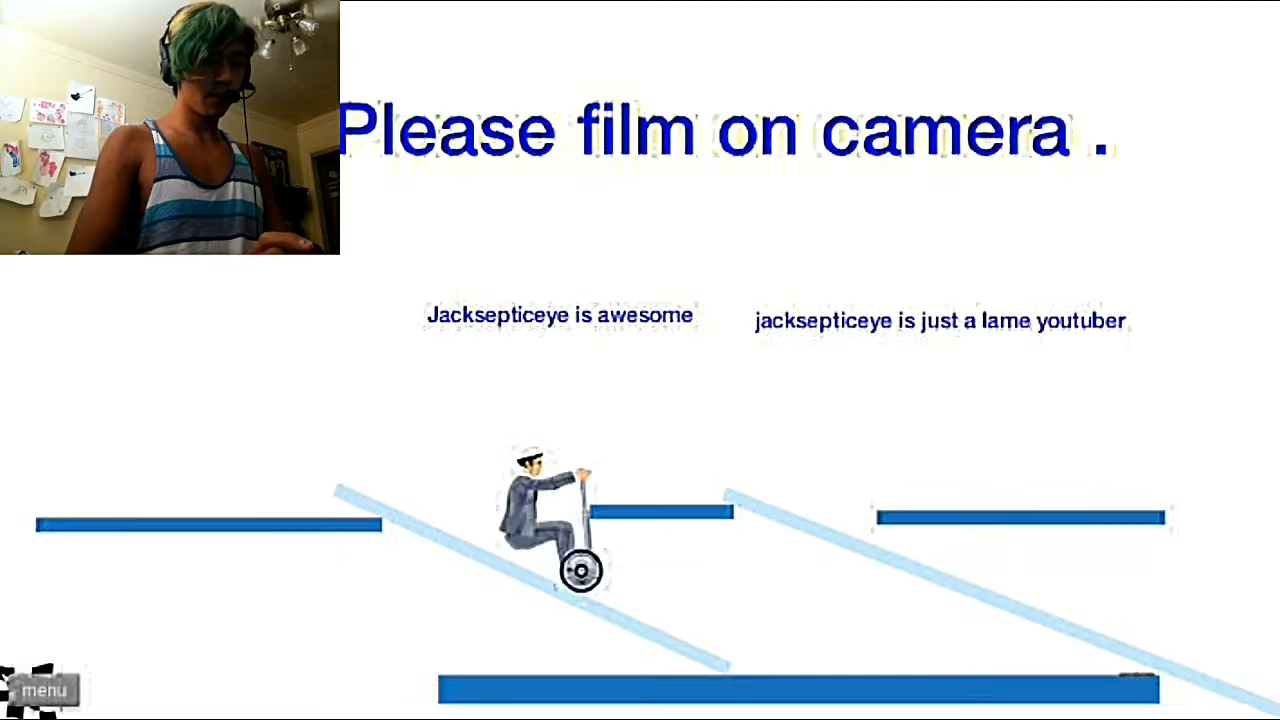 Please film on camera .
Jacksepticeye is awesome
jacksepticeye is just a lame youtuber
menu